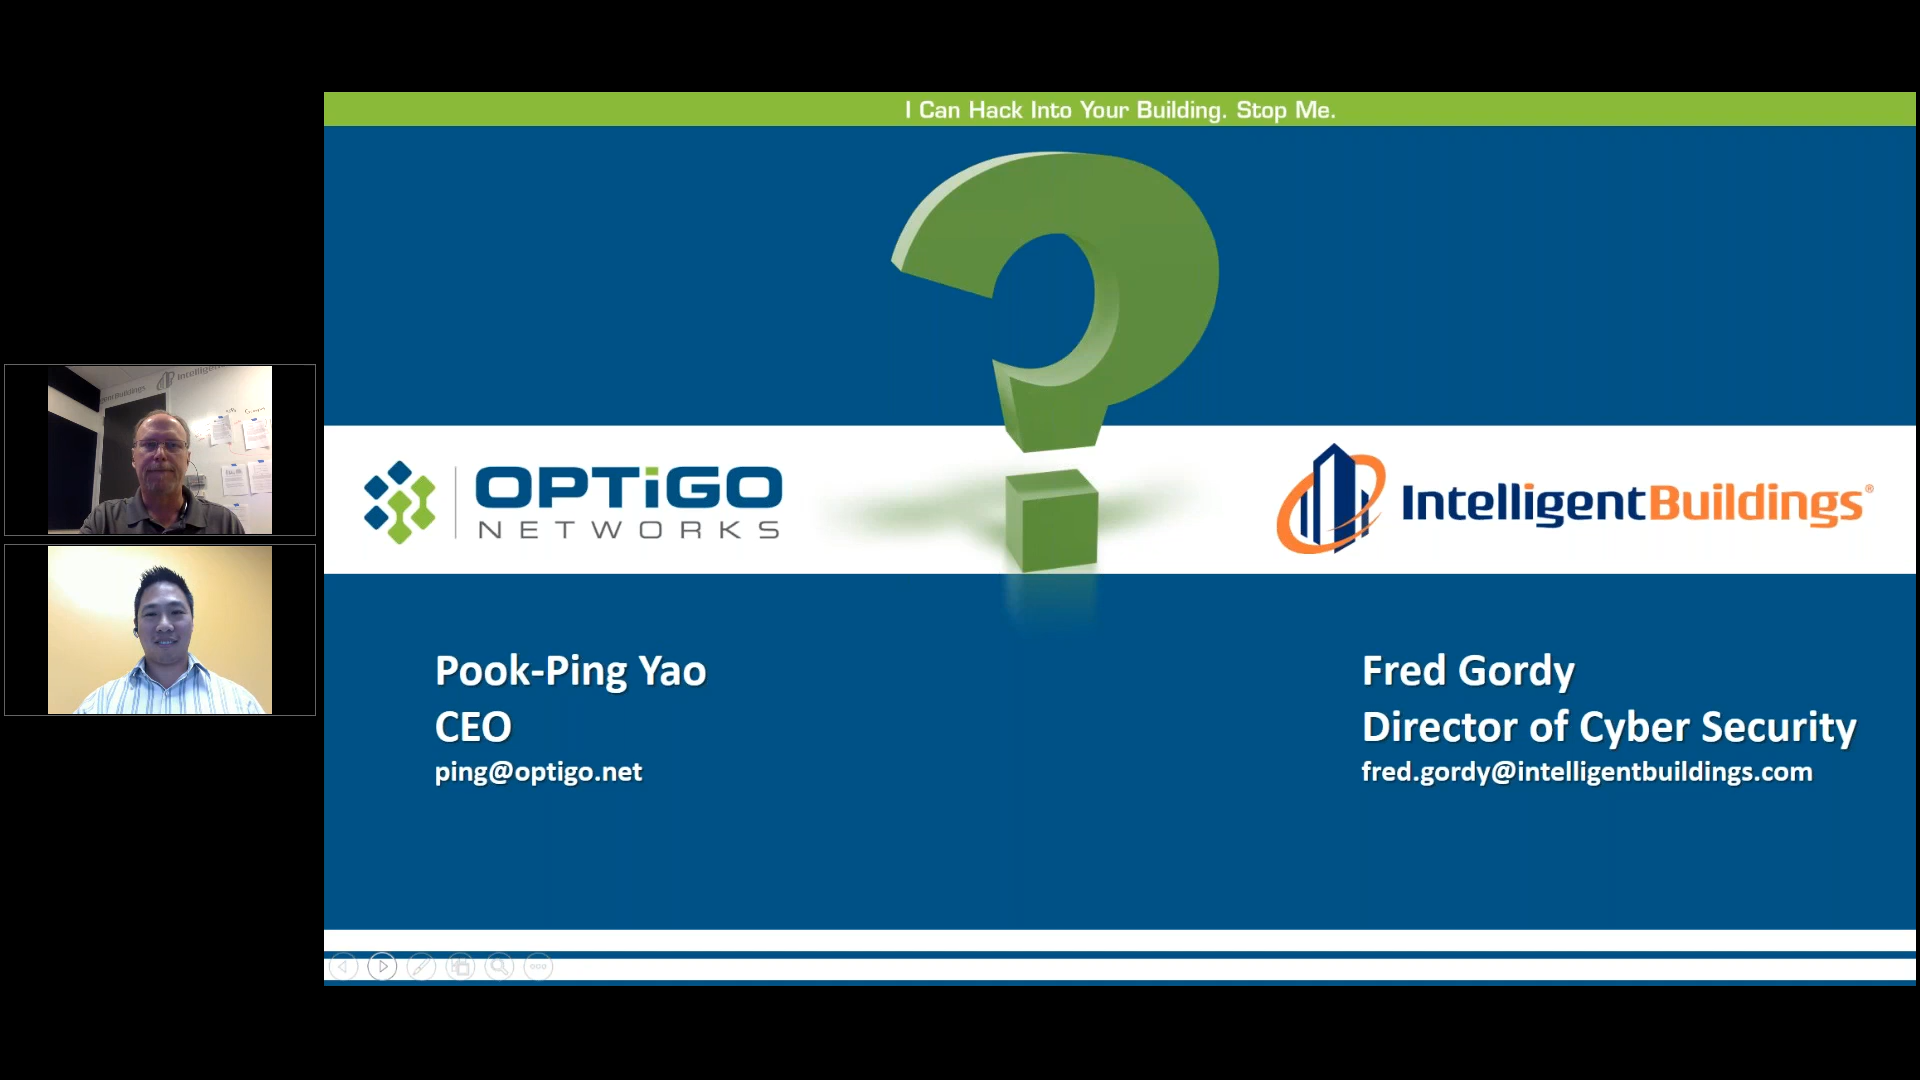 I Can Hack Into Your Building. Stop Me.
?
OPTiGO
NETWORKS
IntelligentBuildings®
Pook-Ping Yao
CEO
ping@optigo.net
Fred Gordy
Director of Cyber Security
fred.gordy@intelligentbuildings.com